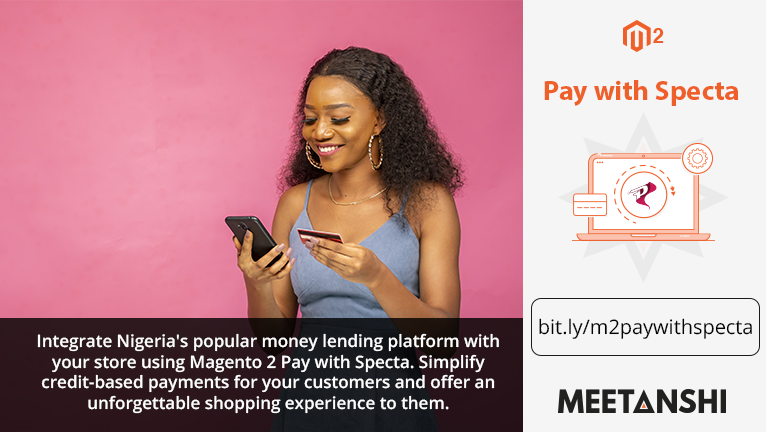 Integrate Nigeria's popular money lending platform with
your store using Magento 2 Pay with Specta. Simplify
credit-based payments for your customers and offer an
unforgettable shopping experience to them.
2
Pay with Specta
bit.ly/m2paywithspecta
MEETANSHI